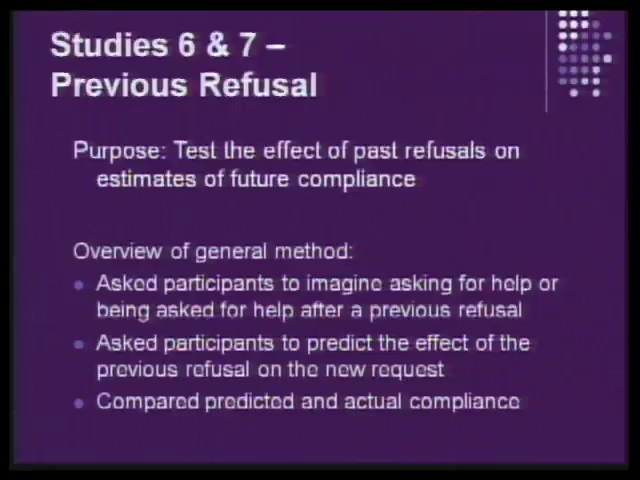 Studies 6 & 7 –
Previous Refusal
Purpose: Test the effect of past refusals on
estimates of future compliance
Overview of general method:
Asked participants to imagine asking for help or
being asked for help after a previous refusal
Asked participants to predict the effect of the
previous refusal on the new request
Compared predicted and actual compliance